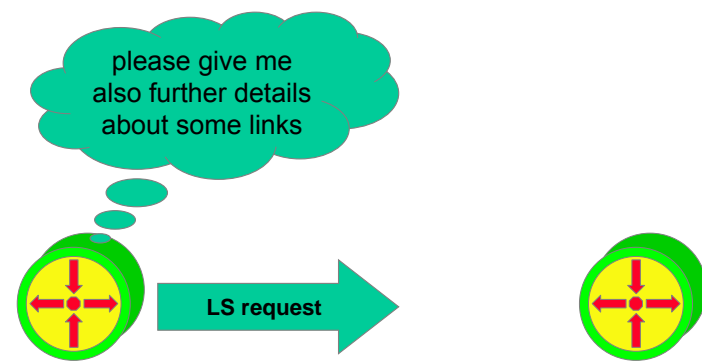 please give me
also further details
about some links
LS request